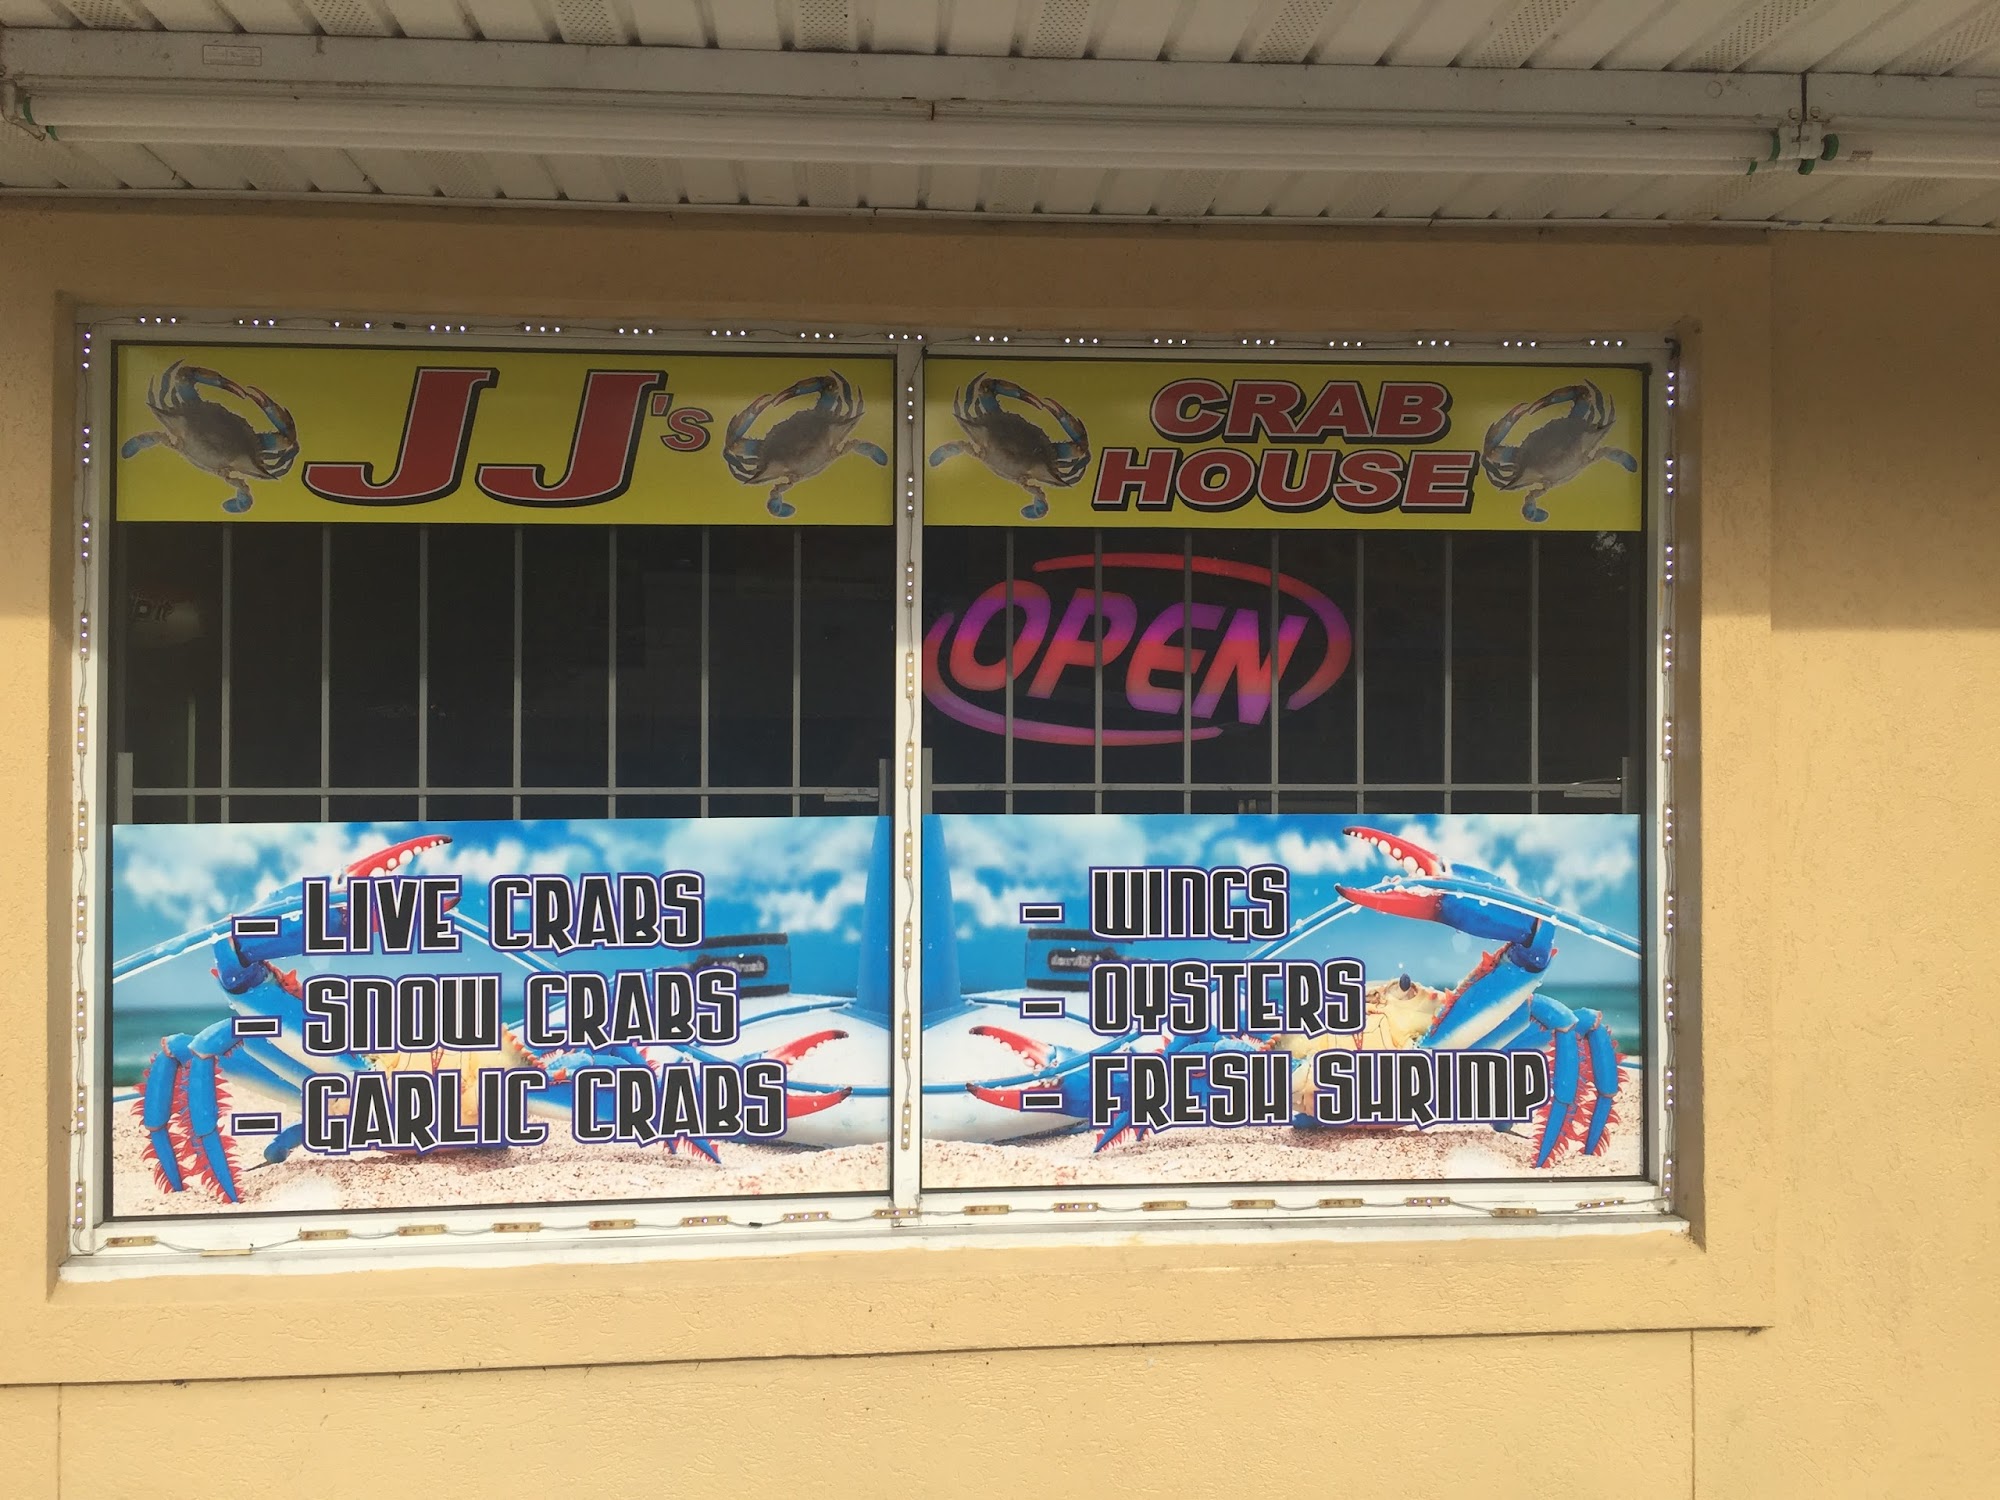 JJ's
CRAB
HOUSE
OPEN
- LIVE CRABS
- SNOW CRABS
- GARLIC CRABS
- WINGS
- OYSTERS
- FRESH SHRIMP